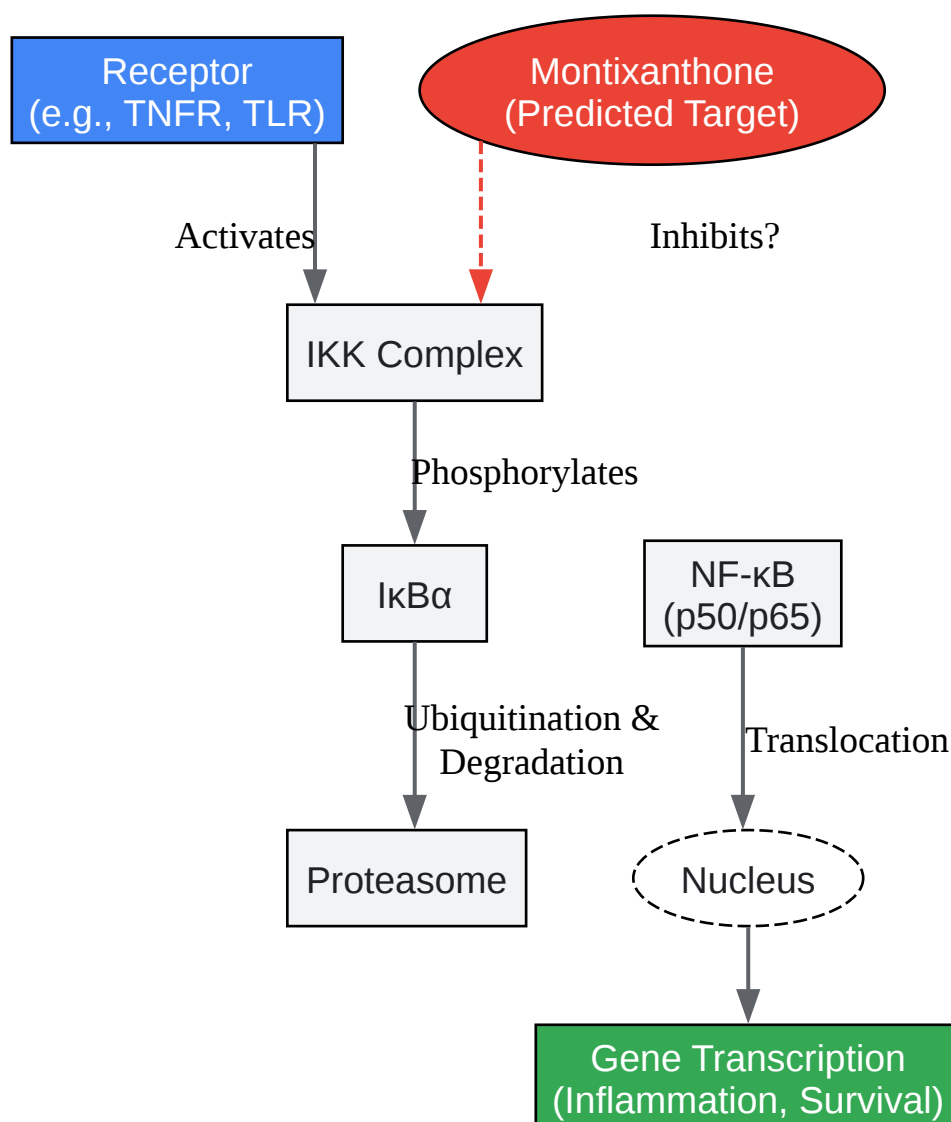 Receptor
(e.g., TNFR, TLR)
Montixanthone
(Predicted Target)
Activates
Inhibits?
IKK Complex
Phosphorylates
IκBα
NF-κB
(p50/p65)
Ubiquitination &
Degradation
Translocation
Proteasome
Nucleus
Gene Transcription
(Inflammation, Survival)